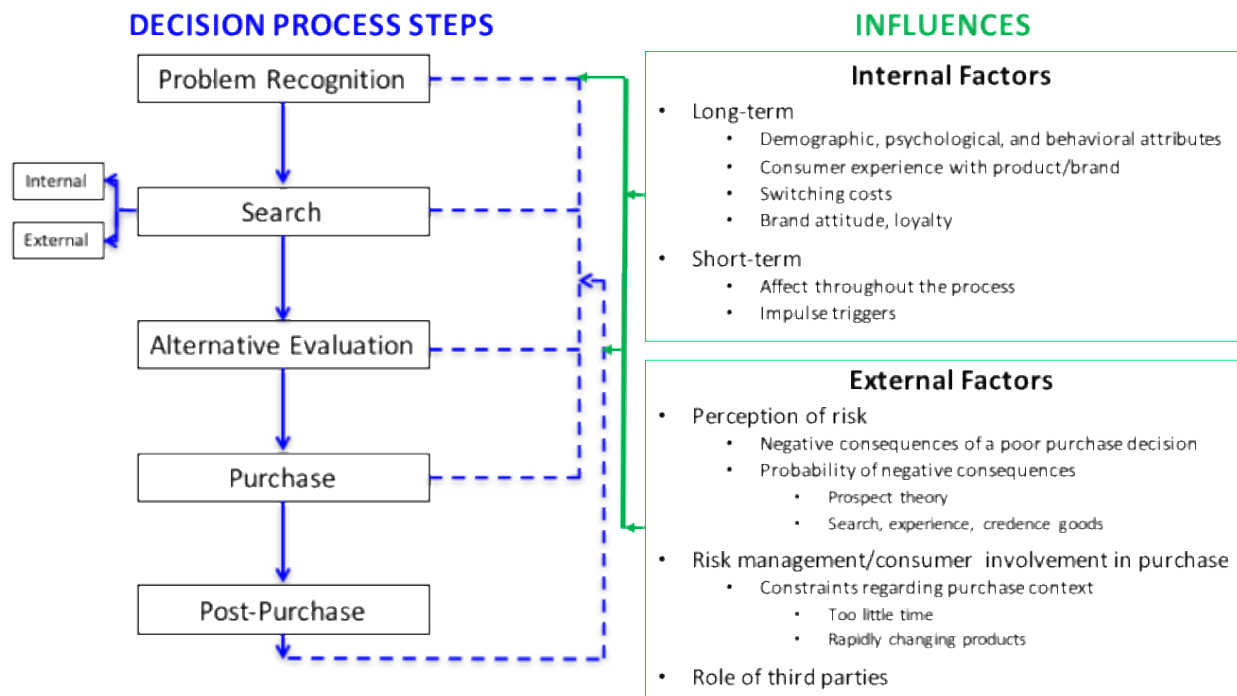 DECISION PROCESS STEPS
Problem Recognition
Internal
External
Search
Alternative Evaluation
Purchase
Post-Purchase
INFLUENCES
Internal Factors
• Long-term
• Demographic, psychological, and behavioral attributes
• Consumer experience with product/brand
• Switching costs
• Brand attitude, loyalty
• Short-term
• Affect throughout the process
• Impulse triggers
External Factors
• Perception of risk
• Negative consequences of a poor purchase decision
• Probability of negative consequences
• Prospect theory
• Search, experience, credence goods
• Risk management/consumer involvement in purchase
• Constraints regarding purchase context
• Too little time
• Rapidly changing products
• Role of third parties